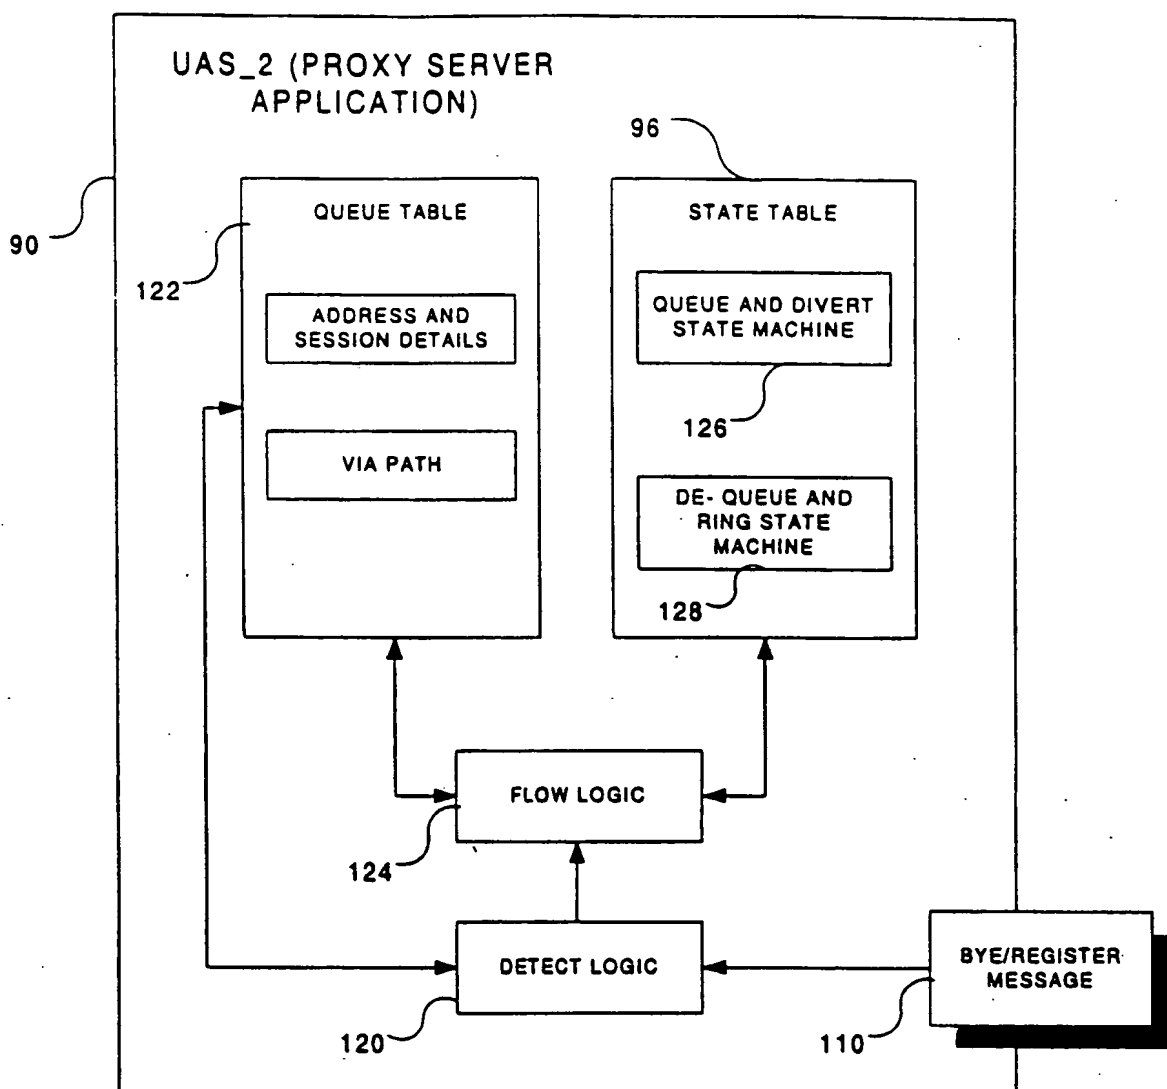 UAS_2 (PROXY SERVER
APPLICATION)
96
90
QUEUE TABLE
122
ADDRESS AND
SESSION DETAILS
VIA PATH
STATE TABLE
QUEUE AND DIVERT
STATE MACHINE
126
DE- QUEUE AND
RING STATE
MACHINE
128
FLOW LOGIC
124
DETECT LOGIC
120
BYE/REGISTER
MESSAGE
110